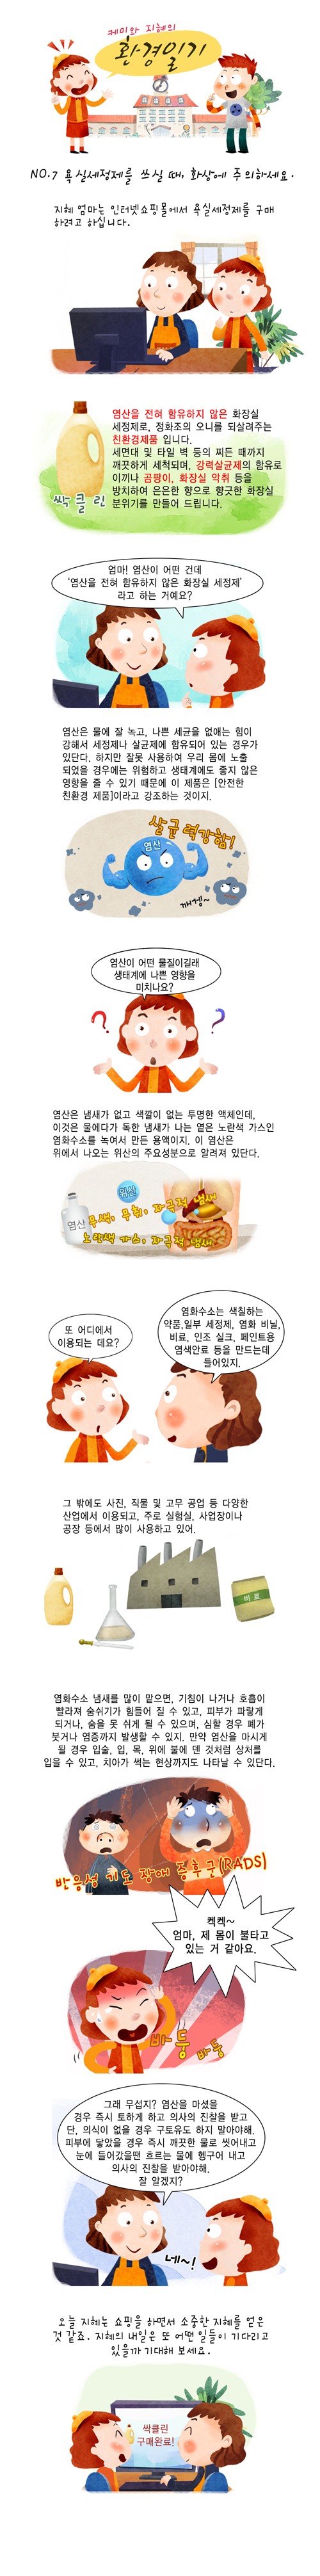 케미와 지혜의
환경일기
NO.7 욕실세정제를 쓰실 때, 화상에 주의하세요.
지혜 엄마는 인터넷쇼핑몰에서 욕실세정제를 구매
하려고 하십니다.
염산을 전혀 함유하지 않은 화장실
세정제로, 정화조의 오니를 되살려주는
친환경제품 입니다.
세면대 및 타일 벽 등의 찌든 때까지
깨끗하게 세척되며, 강력살균제의 함유로
이끼나 곰팡이, 화장실 악취 등을
방치하여 은은한 향으로 향긋한 화장실
분위기를 만들어 드립니다.
싹클린
엄마! 염산이 어떤 건데
'염산을 전혀 함유하지 않은 화장실 세정제'
라고 하는 거예요?
염산은 물에 잘 녹고, 나쁜 세균을 없애는 힘이
강해서 세정제나 살균제에 함유되어 있는 경우가
있단다. 하지만 잘못 사용하여 우리 몸에 노출
되었을 경우에는 위험하고 생태계에도 좋지 않은
영향을 줄 수 있기 때문에 이 제품은 [안전한
친환경 제품]이라고 강조하는 것이지.
살균력강함!
염산
깨갱~
염산이 어떤 물질이길래
생태계에 나쁜 영향을
미치나요?
염산은 냄새가 없고 색깔이 없는 투명한 액체인데,
이것은 물에다가 독한 냄새가 나는 옅은 노란색 가스인
염화수소를 녹여서 만든 용액이지. 이 염산은
위에서 나오는 위산의 주요성분으로 알려져 있단다.
위산
염산
무색, 무취, 자극적 냄새
노란색 가스, 자극적 냄새
또 어디에서
이용되는 데요?
염화수소는 색칠하는
약품,일부 세정제, 염화 비닐,
비료, 인조 실크, 페인트용
염색안료 등을 만드는데
들어있지.
그 밖에도 사진, 직물 및 고무 공업 등 다양한
산업에서 이용되고, 주로 실험실, 사업장이나
공장 등에서 많이 사용하고 있어.
비료
염화수소 냄새를 많이 맡으면, 기침이 나거나 호흡이
빨라져 숨쉬기가 힘들어 질 수 있고, 피부가 파랗게
되거나, 숨을 못 쉬게 될 수 있으며, 심할 경우 폐가
붓거나 염증까지 발생할 수 있지. 만약 염산을 마시게
될 경우 입술, 입, 목, 위에 불에 덴 것처럼 상처를
입을 수 있고, 치아가 썩는 현상까지도 나타날 수 있단다.
반응성 기도 장애 증후군(RADS)
켁켁~
엄마, 제 몸이 불타고
있는 거 같아요.
바둥 바둥
그래 무섭지? 염산을 마셨을
경우 즉시 토하게 하고 의사의 진찰을 받고
단, 의식이 없을 경우 구토유도 하지 말아야해.
피부에 닿았을 경우 즉시 깨끗한 물로 씻어내고
눈에 들어갔을땐 흐르는 물에 헹구어 내고
의사의 진찰을 받아야해.
잘 알겠지?
네~!
오늘 지혜는 쇼핑을 하면서 소중한 지혜를 얻은
것 같죠. 지혜의 내일은 또 어떤 일들이 기다리고
있을까 기대해 보세요.
싹클린
구매완료!